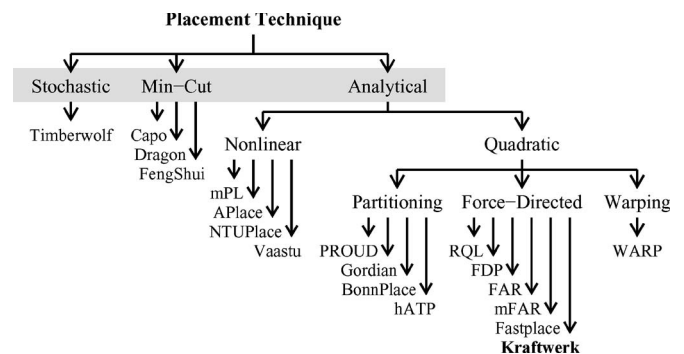 Placement Technique
Stochastic Min-Cut Analytical
Timberwolf
Capo
Dragon
FengShui
Nonlinear Quadratic
mPL
APlace
NTUPlace
Vaastu
Partitioning Force-Directed Warping
PROUD
Gordian
BonnPlace
hATP
RQL
FDP
FAR
mFAR
Fastplace
Kraftwerk
WARP